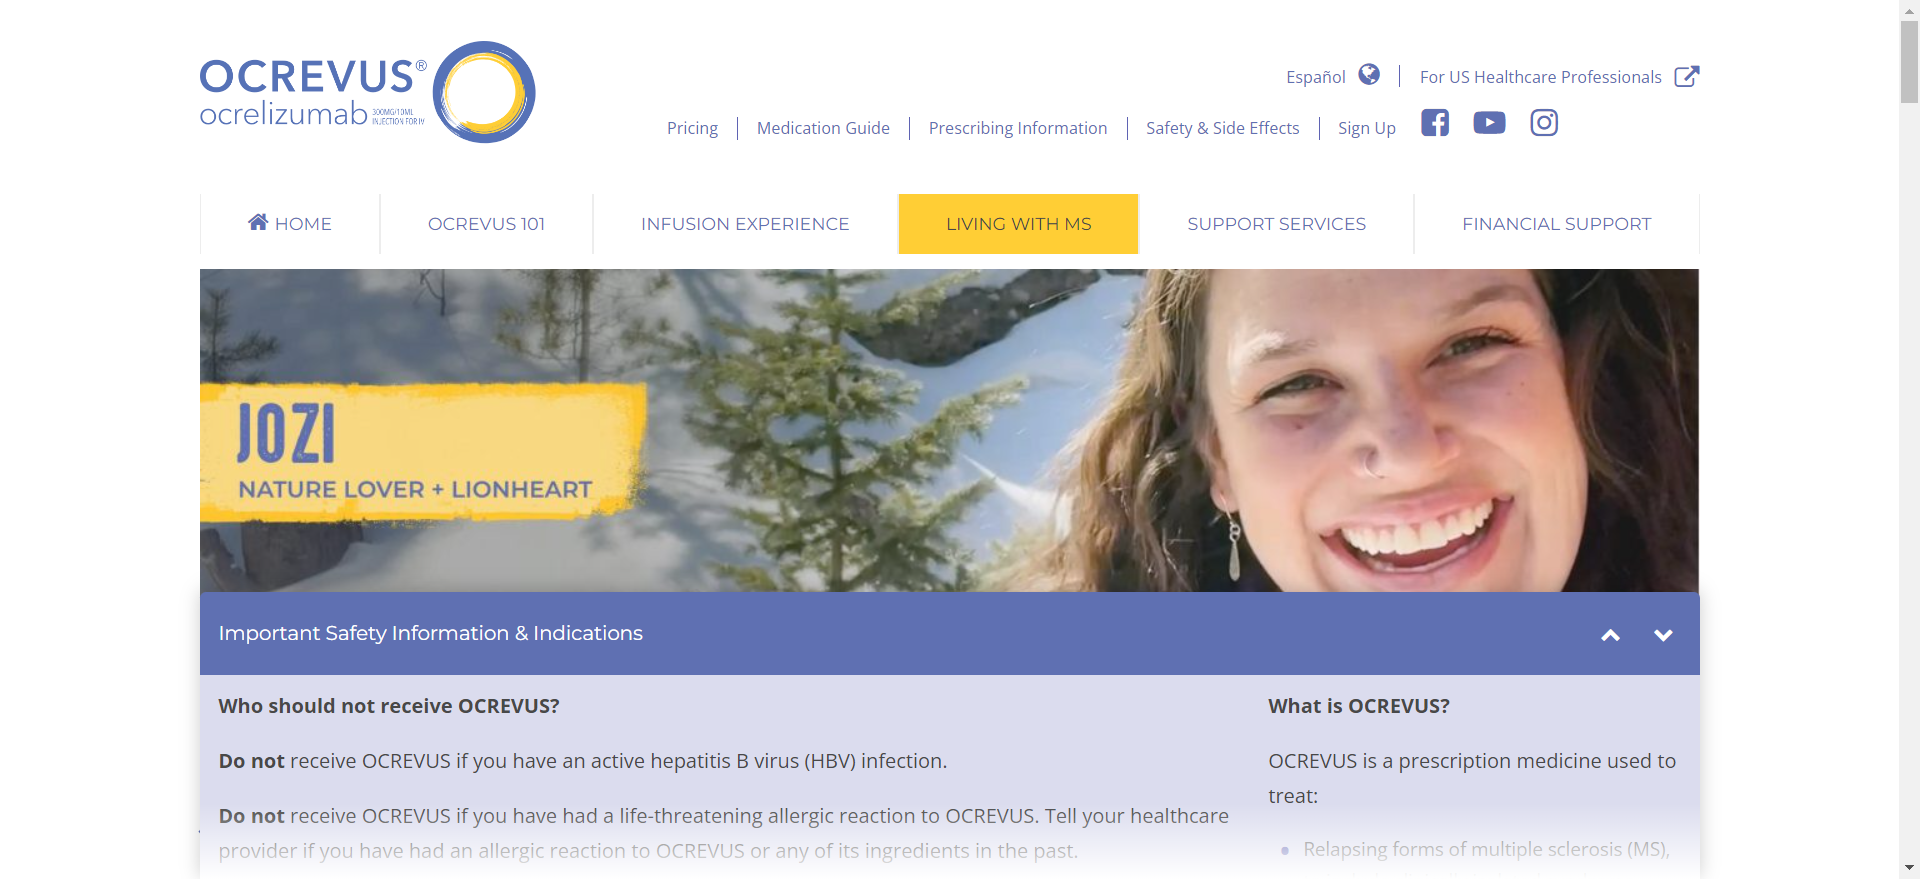 OCREVUS®
ocrelizumab 300MG/10ML
INJECTION FOR IV
Español
For US Healthcare Professionals
Pricing
Medication Guide
Prescribing Information
Safety & Side Effects
Sign Up
HOME
OCREVUS 101
INFUSION EXPERIENCE
LIVING WITH MS
SUPPORT SERVICES
FINANCIAL SUPPORT
JOZI
NATURE LOVER + LIONHEART
Important Safety Information & Indications
Who should not receive OCREVUS?
Do not receive OCREVUS if you have an active hepatitis B virus (HBV) infection.
Do not receive OCREVUS if you have had a life-threatening allergic reaction to OCREVUS. Tell your healthcare
provider if you have had an allergic reaction to OCREVUS or any of its ingredients in the past.
What is OCREVUS?
OCREVUS is a prescription medicine used to
treat:
Relapsing forms of multiple sclerosis (MS),